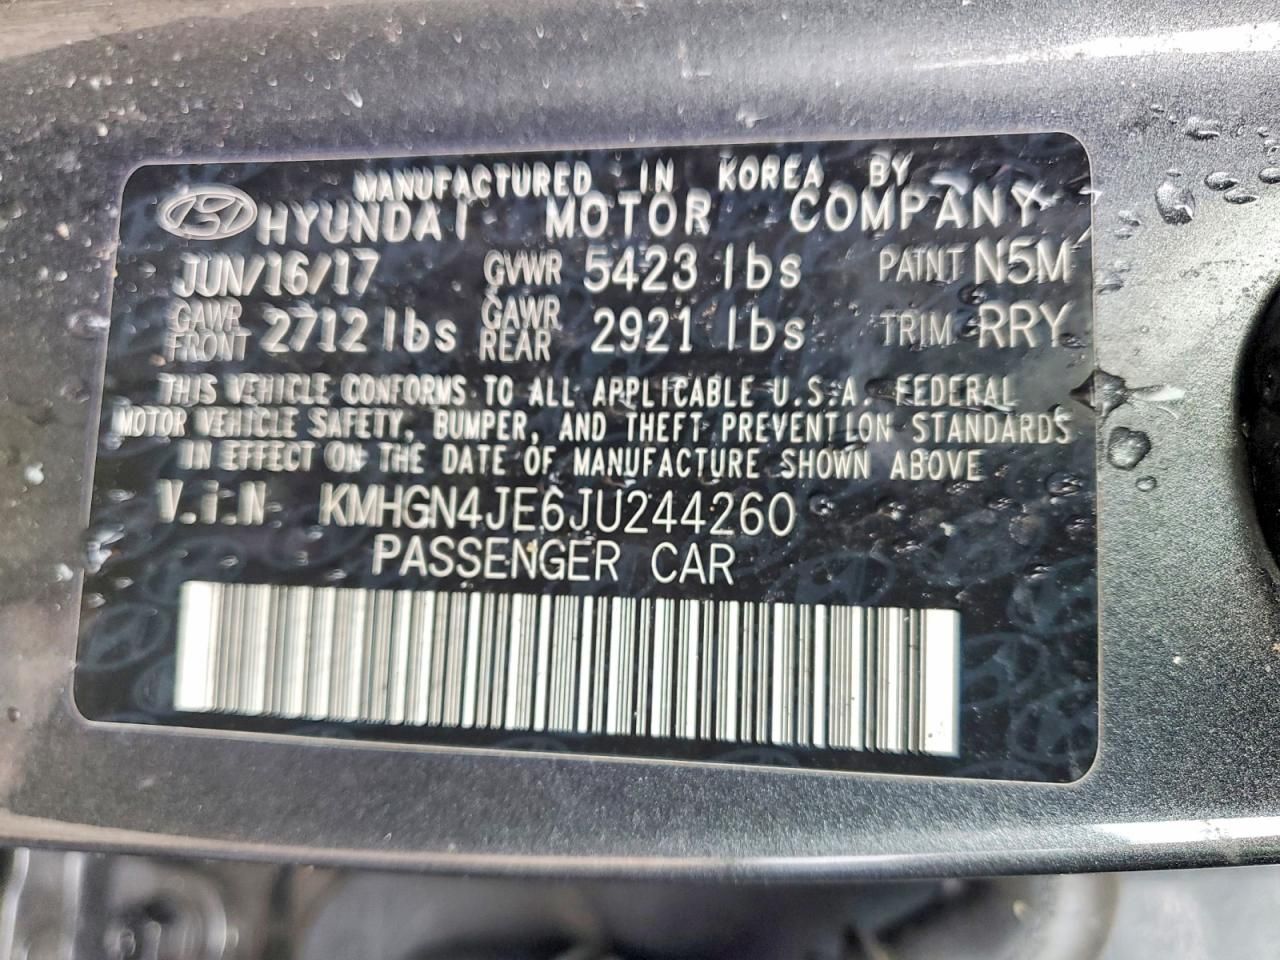 MANUFACTURED IN KOREA BY
HYUNDAI MOTOR COMPANY
JUN/16/17 GVWR 5423 lbs PAINT N5M
GAWR FRONT 2712 lbs GAWR REAR 2921 lbs TRIM RRY
THIS VEHICLE CONFORMS TO ALL APPLICABLE U.S.A. FEDERAL
MOTOR VEHICLE SAFETY, BUMPER, AND THEFT PREVENTION STANDARDS
IN EFFECT ON THE DATE OF MANUFACTURE SHOWN ABOVE
V.i.N KMHGN4JE6JU244260
PASSENGER CAR